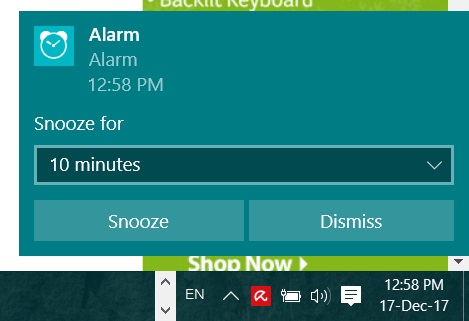 • Backlit Keyboard
Alarm
Alarm
12:58 PM
Snooze for
10 minutes
Snooze
Dismiss
Shop Now
EN
12:58 PM
17-Dec-17